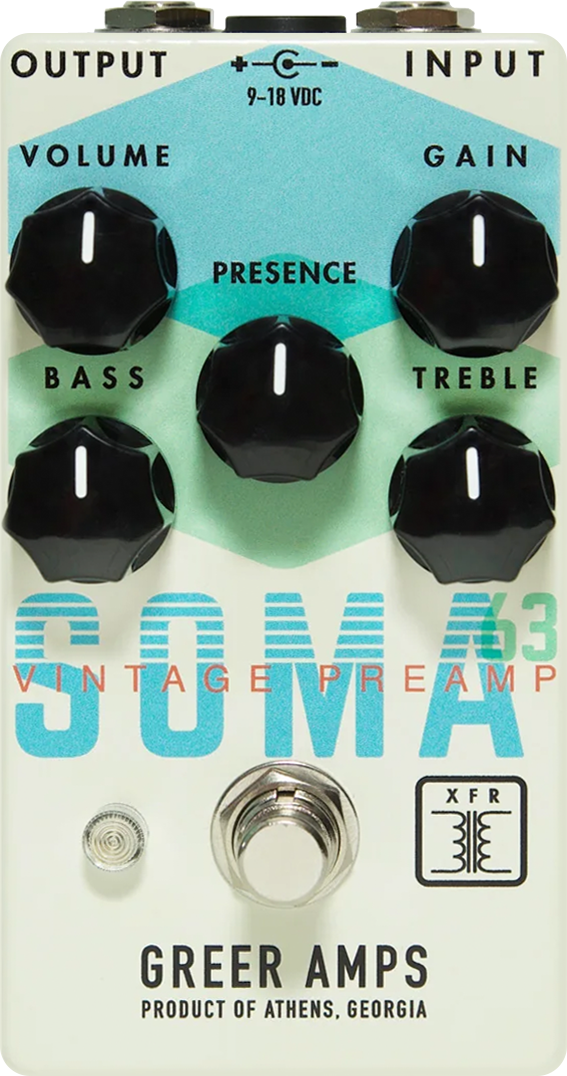 OUTPUT + - INPUT
9–18 VDC
VOLUME GAIN
PRESENCE
BASS TREBLE
SOMA 63
VINTAGE PREAMP
XFR
GREER AMPS
PRODUCT OF ATHENS, GEORGIA